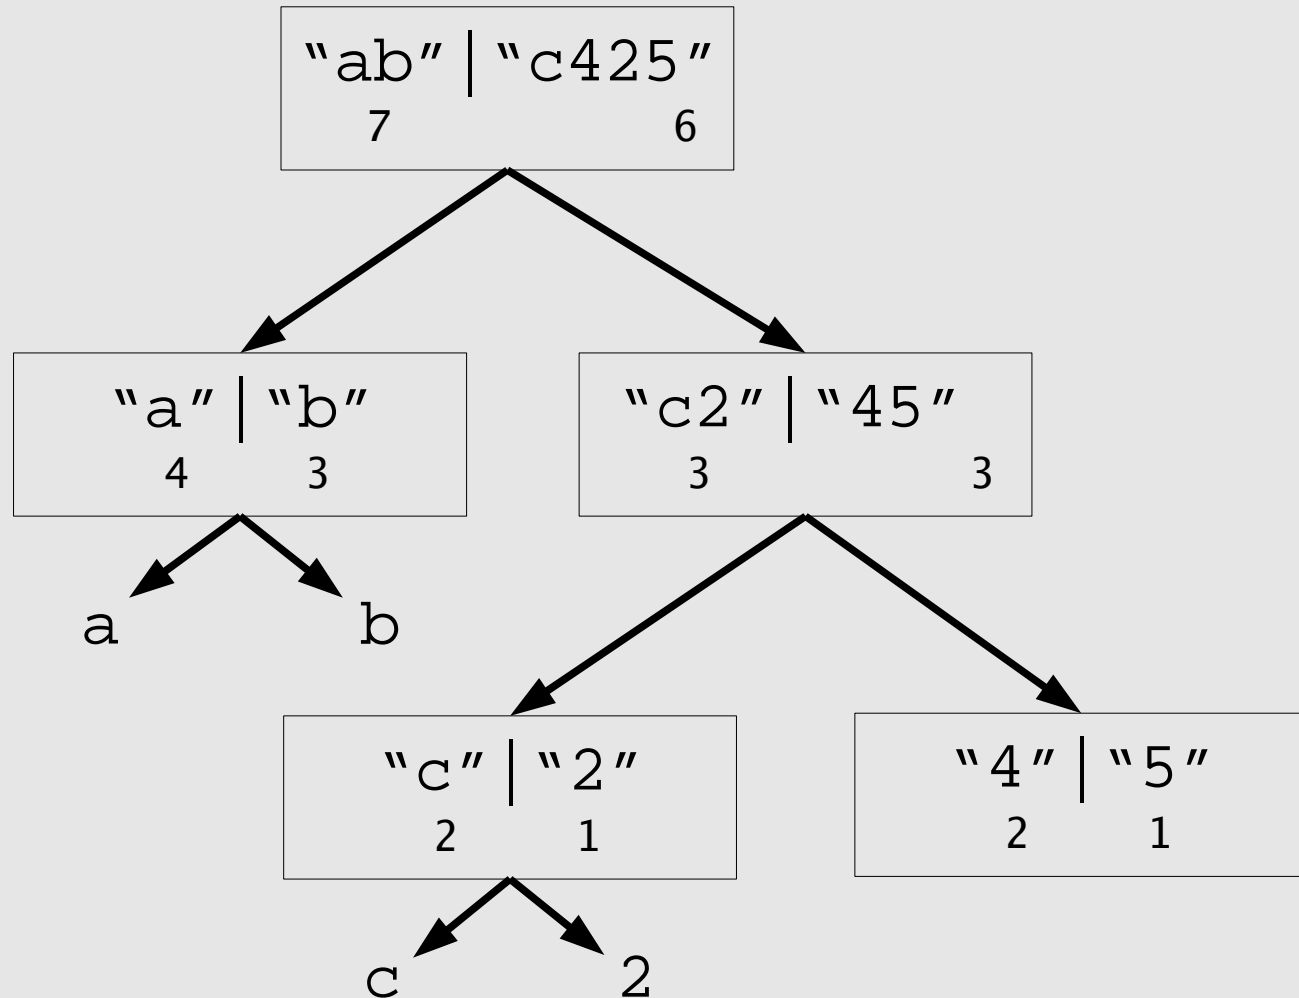 “ab” | “c425”
7 6
“a” | “b”
4 3
“c2” | “45”
3 3
a b
“c” | “2”
2 1
“4” | “5”
2 1
c 2